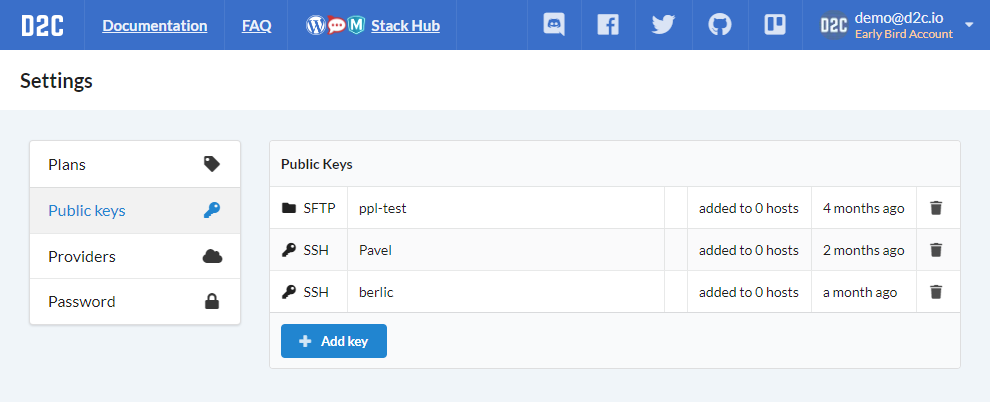 D2C Documentation FAQ Stack Hub D2C demo@d2c.io
Early Bird Account
Settings
Plans
Public keys
Providers
Password
Public Keys
SFTP ppl-test added to 0 hosts 4 months ago
SSH Pavel added to 0 hosts 2 months ago
SSH berlic added to 0 hosts a month ago
Add key